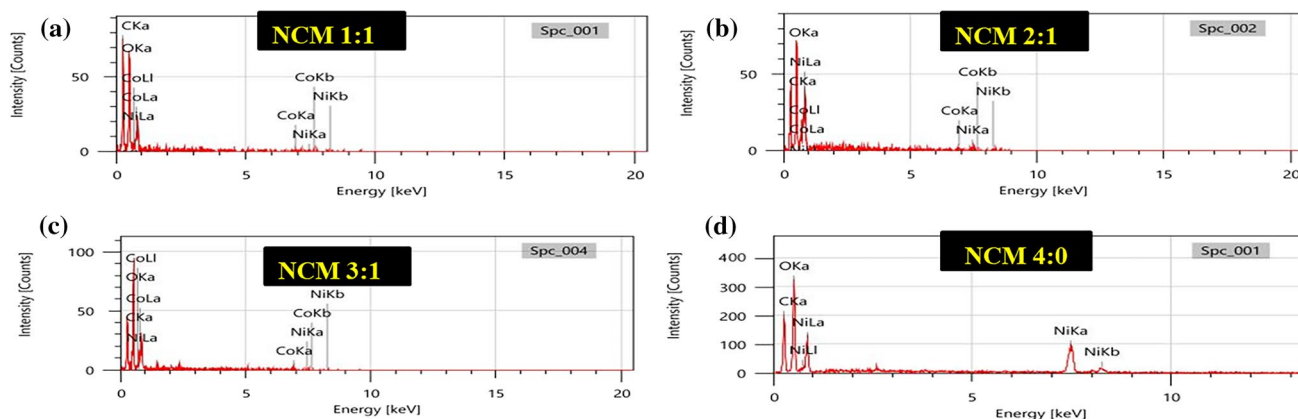 (a)
NCM 1:1
Spc_001
CKa
OKa
CoLl
CoLa
NiLa
CoKb
NiKb
CoKa
NiKa
50
0
0 5 10 15 20
Intensity [Counts]
Energy [keV]
(b)
NCM 2:1
Spc_002
OKa
NiLa
CKa
CoLl
CoLa
CoKb
NiKb
CoKa
NiKa
50
0
0 5 10 15 20
Intensity [Counts]
Energy [keV]
(c)
NCM 3:1
Spc_004
CoLl
OKa
CoLa
CKa
NiLa
NiKb
CoKb
NiKa
CoKa
100
50
0
0 5 10 15 20
Intensity [Counts]
Energy [keV]
(d)
NCM 4:0
Spc_001
OKa
CKa
NiLa
NiLl
NiKa
NiKb
400
300
200
100
0
0 5 10
Intensity [Counts]
Energy [keV]